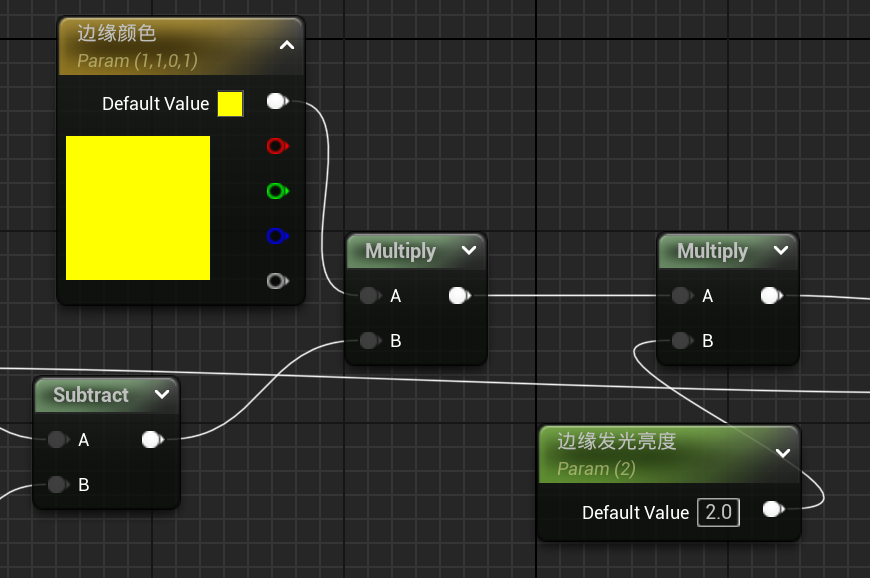 边缘颜色
Param (1,1,0,1)
Default Value
Multiply
A
B
Multiply
A
B
Subtract
A
B
边缘发光亮度
Param (2)
Default Value 2.0